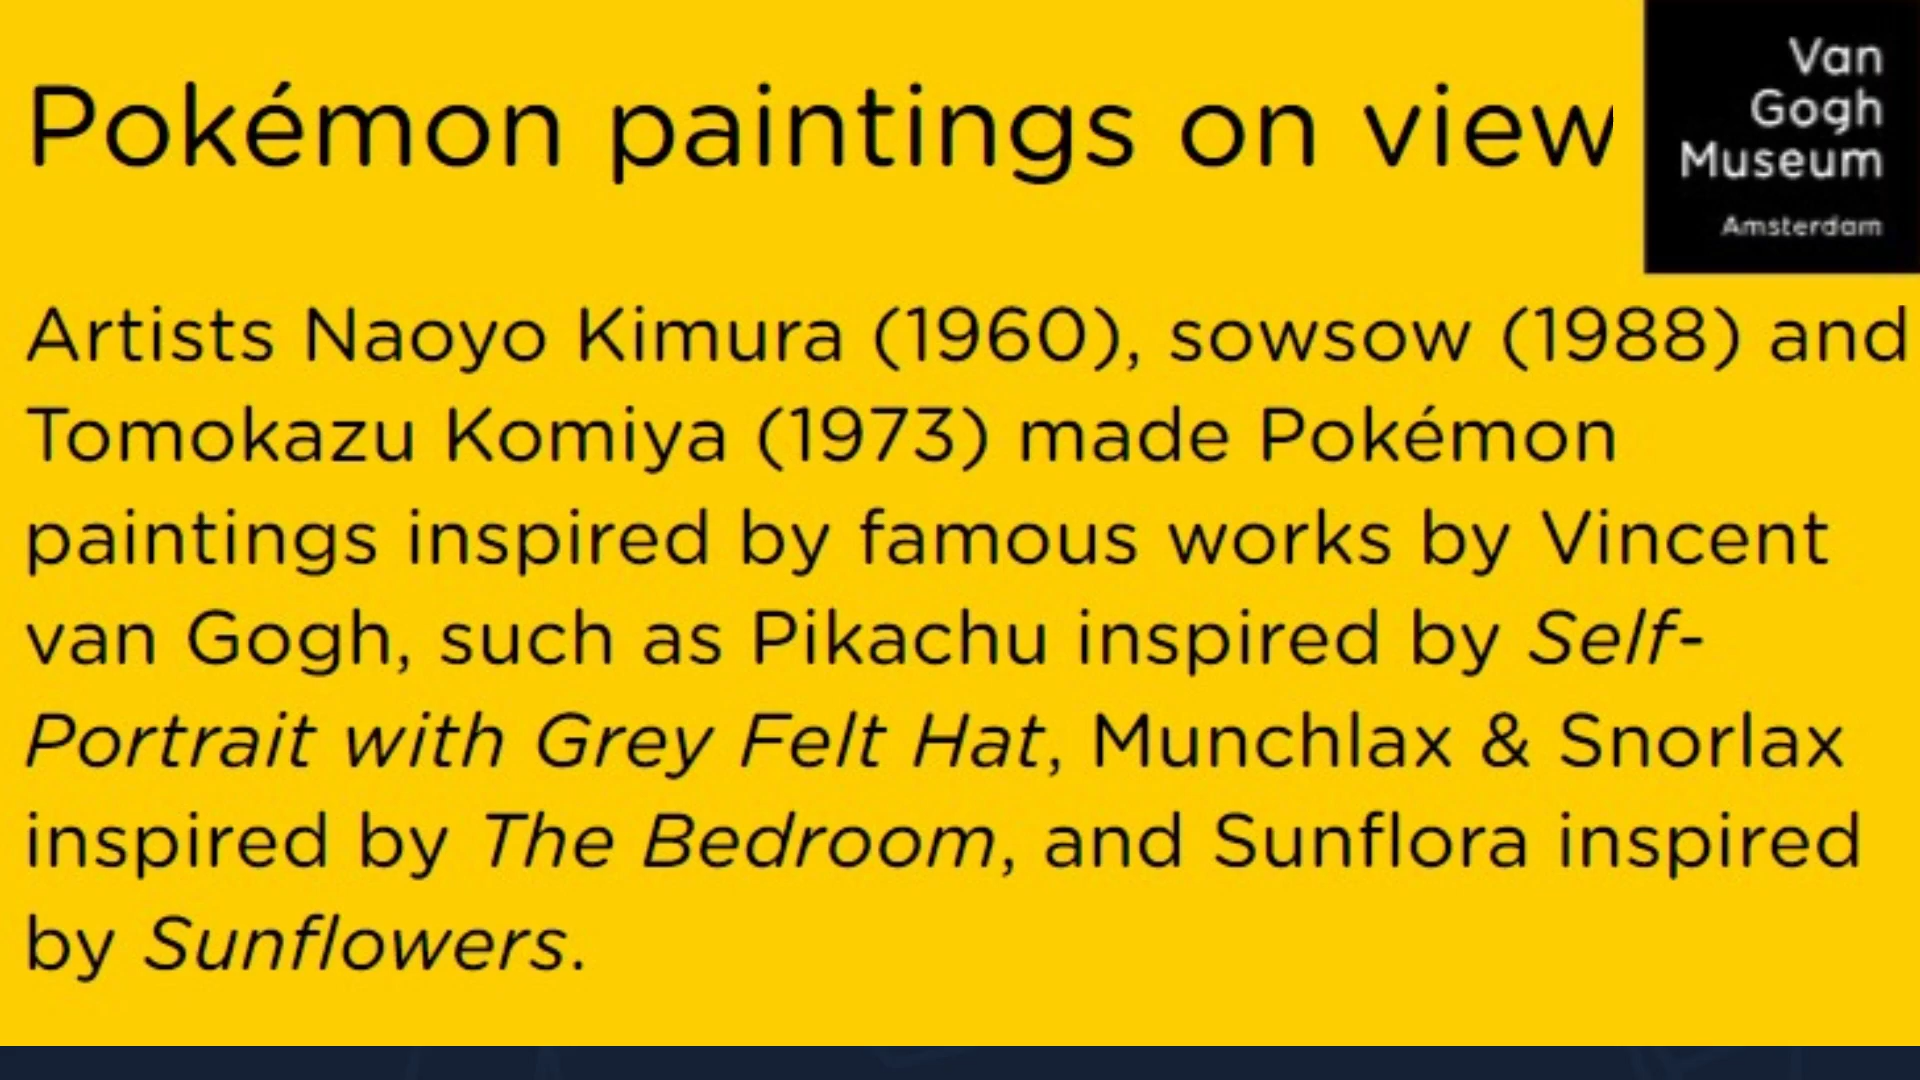 Pokémon paintings on view
Van
Gogh
Museum
Amsterdam
Artists Naoyo Kimura (1960), sowsow (1988) and
Tomokazu Komiya (1973) made Pokémon
paintings inspired by famous works by Vincent
van Gogh, such as Pikachu inspired by Self-
Portrait with Grey Felt Hat, Munchlax & Snorlax
inspired by The Bedroom, and Sunflora inspired
by Sunflowers.